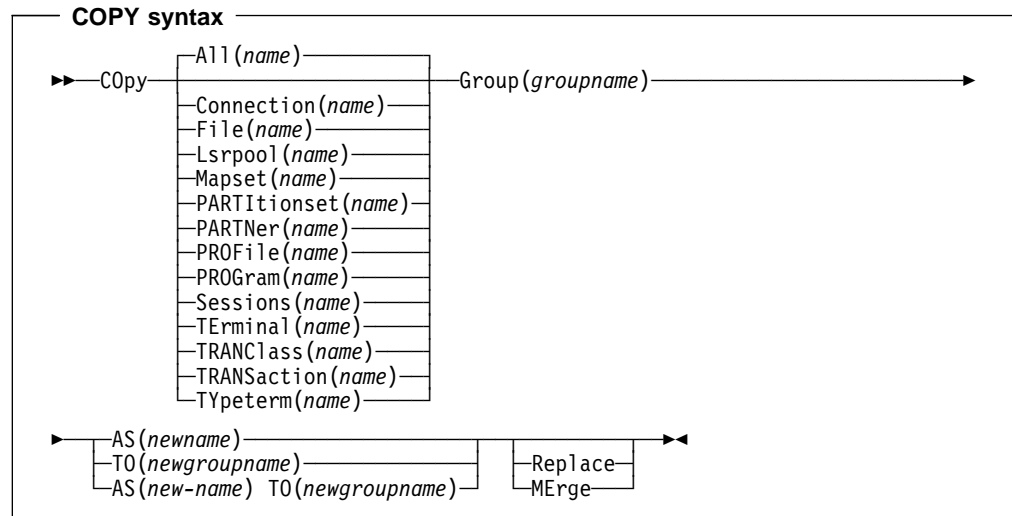 COPY syntax
All(name)
COpy Group(groupname)
Connection(name)
File(name)
Lsrpool(name)
Mapset(name)
PARTItionset(name)
PARTNer(name)
PROFile(name)
PROGram(name)
Sessions(name)
TErminal(name)
TRANClass(name)
TRANSaction(name)
TYpeterm(name)
AS(newname)
TO(newgroupname) Replace
AS(new-name) TO(newgroupname) MErge